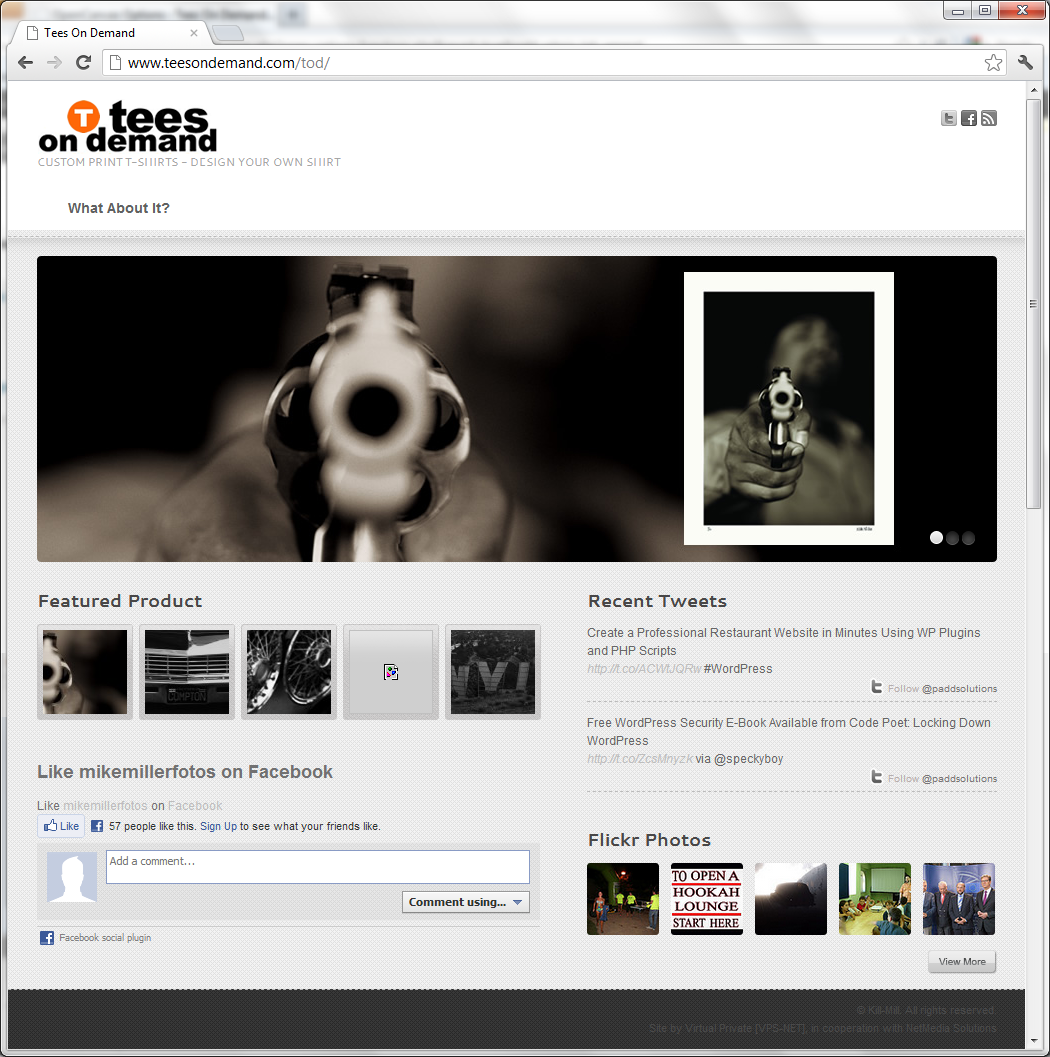 Tees On Demand
www.teesondemand.com/tod/
T tees
on demand
CUSTOM PRINT T-SHIRTS – DESIGN YOUR OWN SHIRT
What About It?
Featured Product
COMPTON
Like mikemillerfotos on Facebook
Like mikemillerfotos on Facebook
Like
57 people like this. Sign Up to see what your friends like.
Add a comment...
Comment using...
Facebook social plugin
Recent Tweets
Create a Professional Restaurant Website in Minutes Using WP Plugins
and PHP Scripts
http://t.co/ACWtJQRw #WordPress
Follow @paddsolutions
Free WordPress Security E-Book Available from Code Poet: Locking Down
WordPress
http://t.co/ZcsMnyzk via @speckyboy
Follow @paddsolutions
Flickr Photos
TO OPEN A
HOOKAH
LOUNGE
START HERE
View More
© Kill-Mill. All rights reserved.
Site by Virtual Private [VPS-NET], in cooperation with NetMedia Solutions